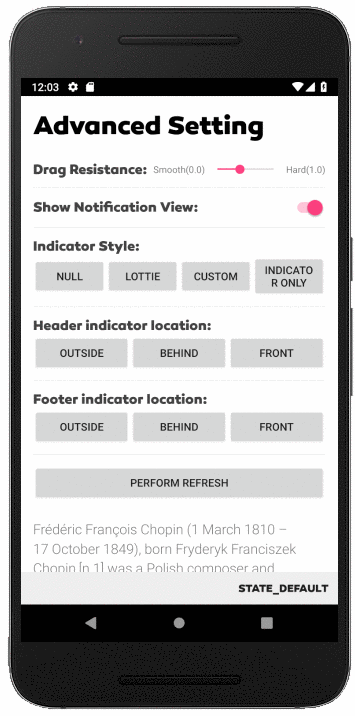 12:03
Advanced Setting
Drag Resistance: Smooth(0.0) Hard(1.0)
Show Notification View:
Indicator Style:
NULL LOTTIE CUSTOM INDICATO
R ONLY
Header indicator location:
OUTSIDE BEHIND FRONT
Footer indicator location:
OUTSIDE BEHIND FRONT
PERFORM REFRESH
Frédéric François Chopin (1 March 1810 –
17 October 1849), born Fryderyk Franciszek
Chopin,[n 1] was a Polish composer and
STATE_DEFAULT